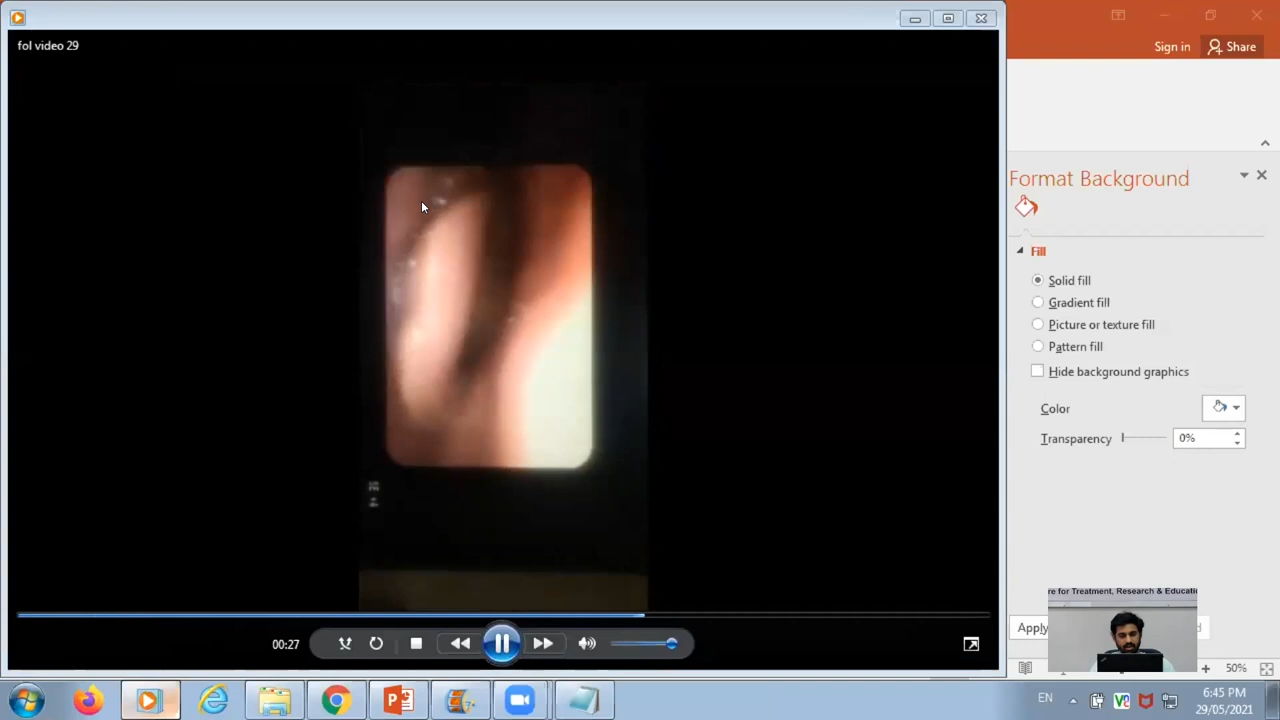 fol video 29
Sign in
Share
Format Background
Fill
Solid fill
Gradient fill
Picture or texture fill
Pattern fill
Hide background graphics
Color
Transparency
0%
re for Treatment, Research & Educatio
Apply
00:27
50%
EN
6:45 PM
29/05/2021